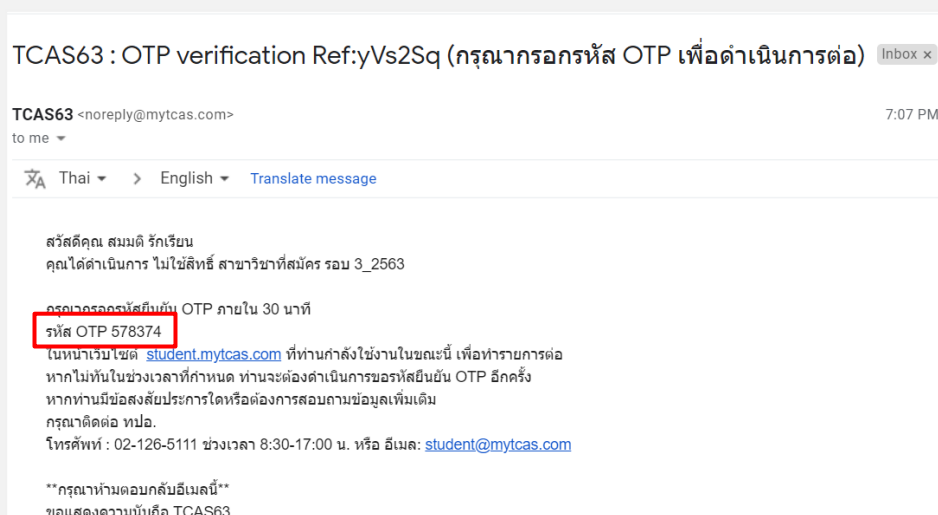 TCAS63 : OTP verification Ref:yVs2Sq (กรุณากรอกรหัส OTP เพื่อดำเนินการต่อ) Inbox ×
TCAS63 <noreply@mytcas.com> 7:07 PM
to me
Thai > English Translate message
สวัสดีคุณ สมมติ รักเรียน
คุณได้ดำเนินการ ไม่ใช้สิทธิ์ สาขาวิชาที่สมัคร รอบ 3_2563
กรุณากรอกรหัสยืนยัน OTP ภายใน 30 นาที
รหัส OTP 578374
ในหน้าเว็บไซต์ student.mytcas.com ที่ท่านกำลังใช้งานในขณะนี้ เพื่อทำรายการต่อ
หากไม่ทันในช่วงเวลาที่กำหนด ท่านจะต้องดำเนินการขอรหัสยืนยัน OTP อีกครั้ง
หากท่านมีข้อสงสัยประการใดหรือต้องการสอบถามข้อมูลเพิ่มเติม
กรุณาติดต่อ ทปอ.
โทรศัพท์ : 02-126-5111 ช่วงเวลา 8:30-17:00 น. หรือ อีเมล: student@mytcas.com
**กรุณาห้ามตอบกลับอีเมลนี้**
ขอแสดงความนับถือ TCAS63